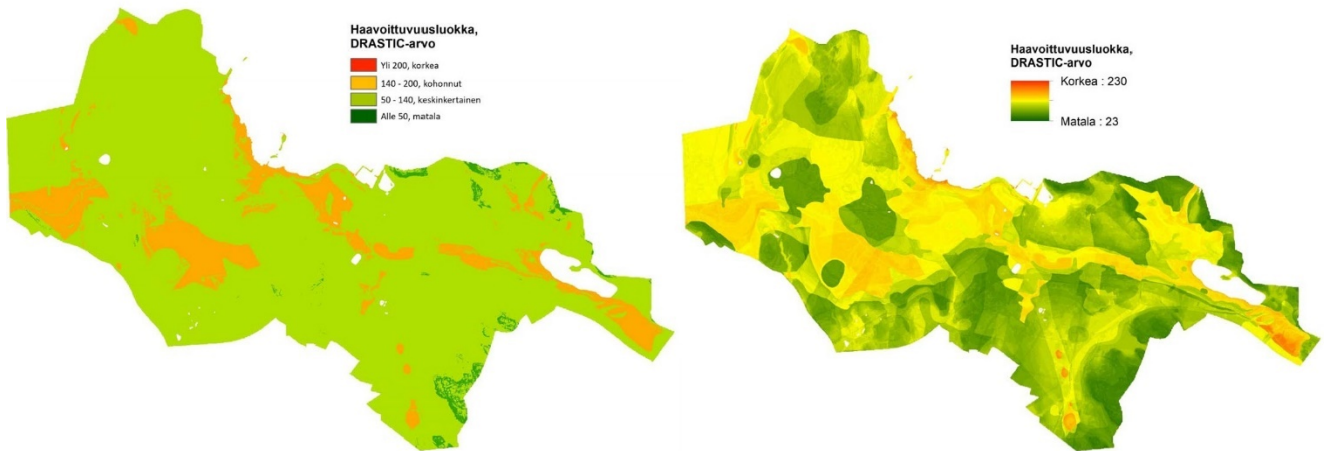 Haavoittuvuusluokka,
DRASTIC-arvo
Yli 200, korkea
140 - 200, kohonnut
50 - 140, keskinkertainen
Alle 50, matala
Haavoittuvuusluokka,
DRASTIC-arvo
Korkea : 230
Matala : 23